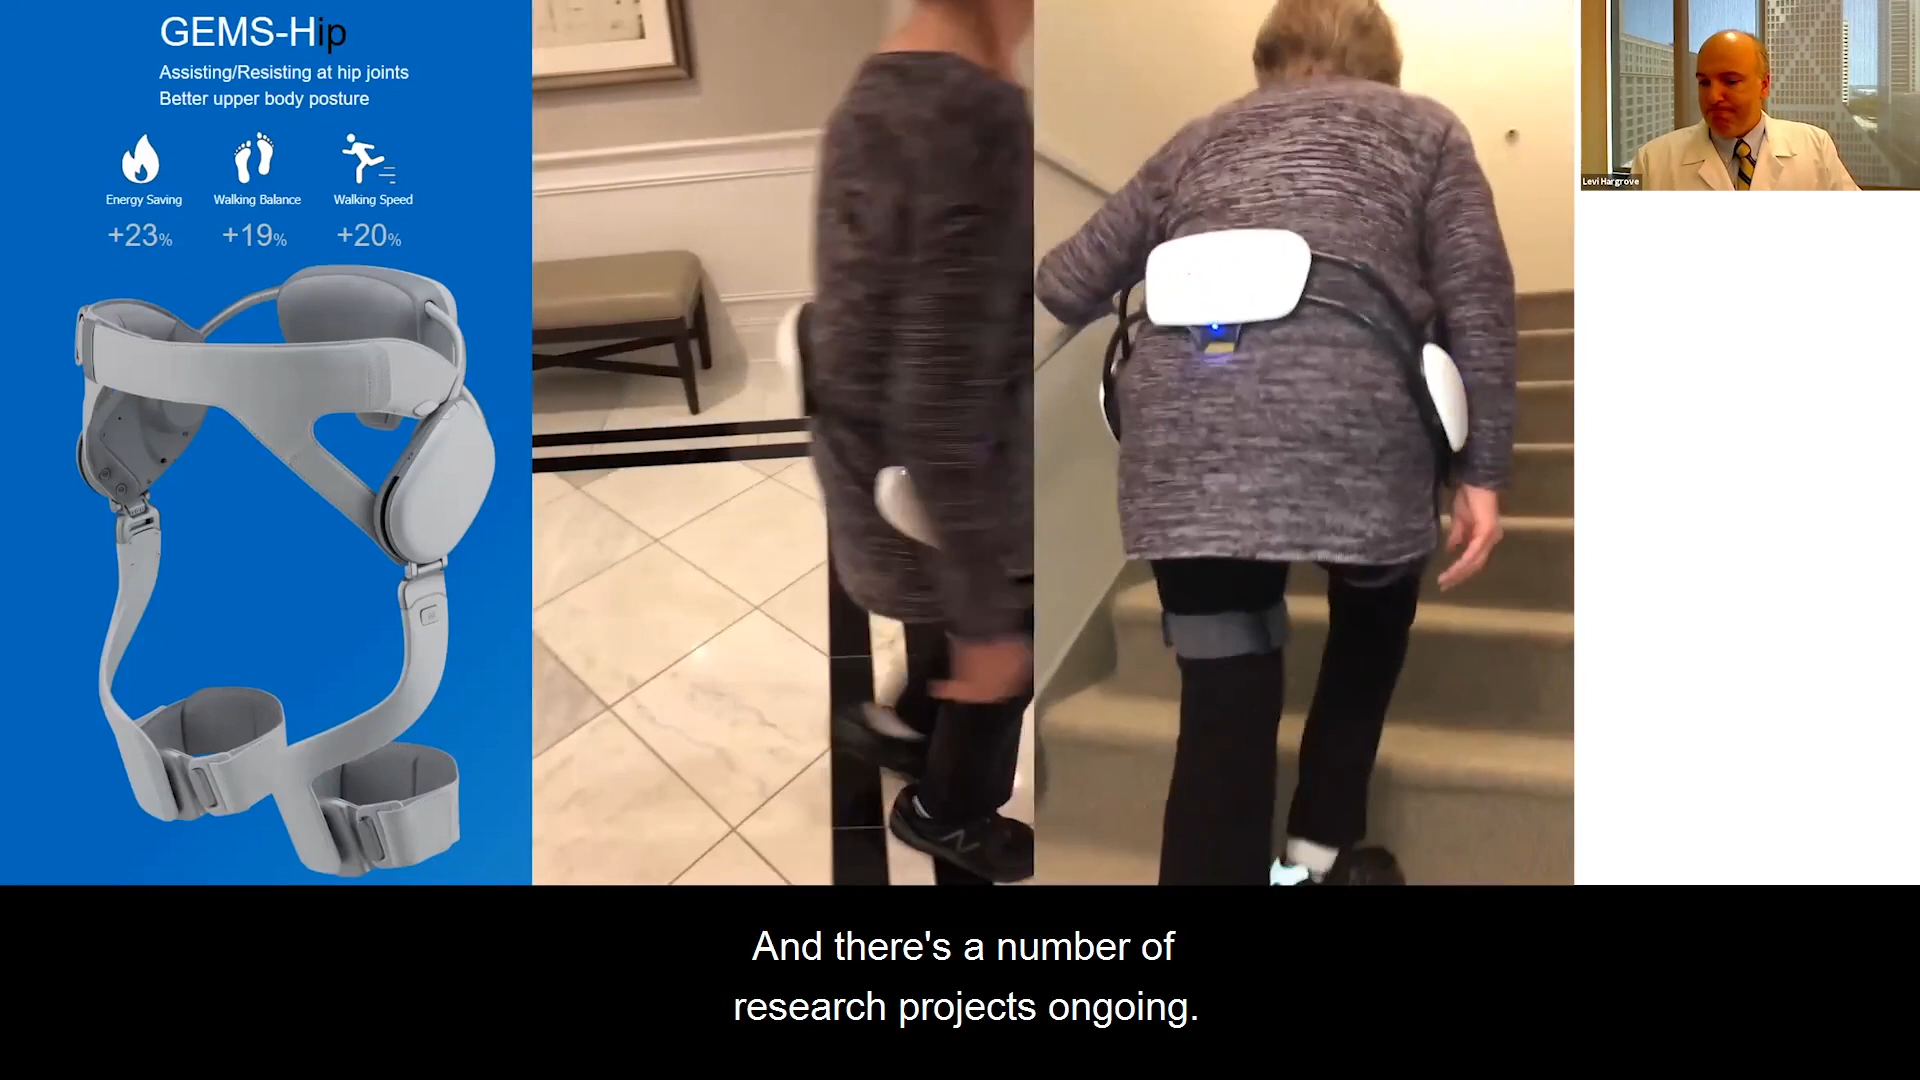 GEMS-Hip
Assisting/Resisting at hip joints
Better upper body posture
Energy Saving
Walking Balance
Walking Speed
+23%
+19%
+20%
Levi Hargrove
And there's a number of
research projects ongoing.